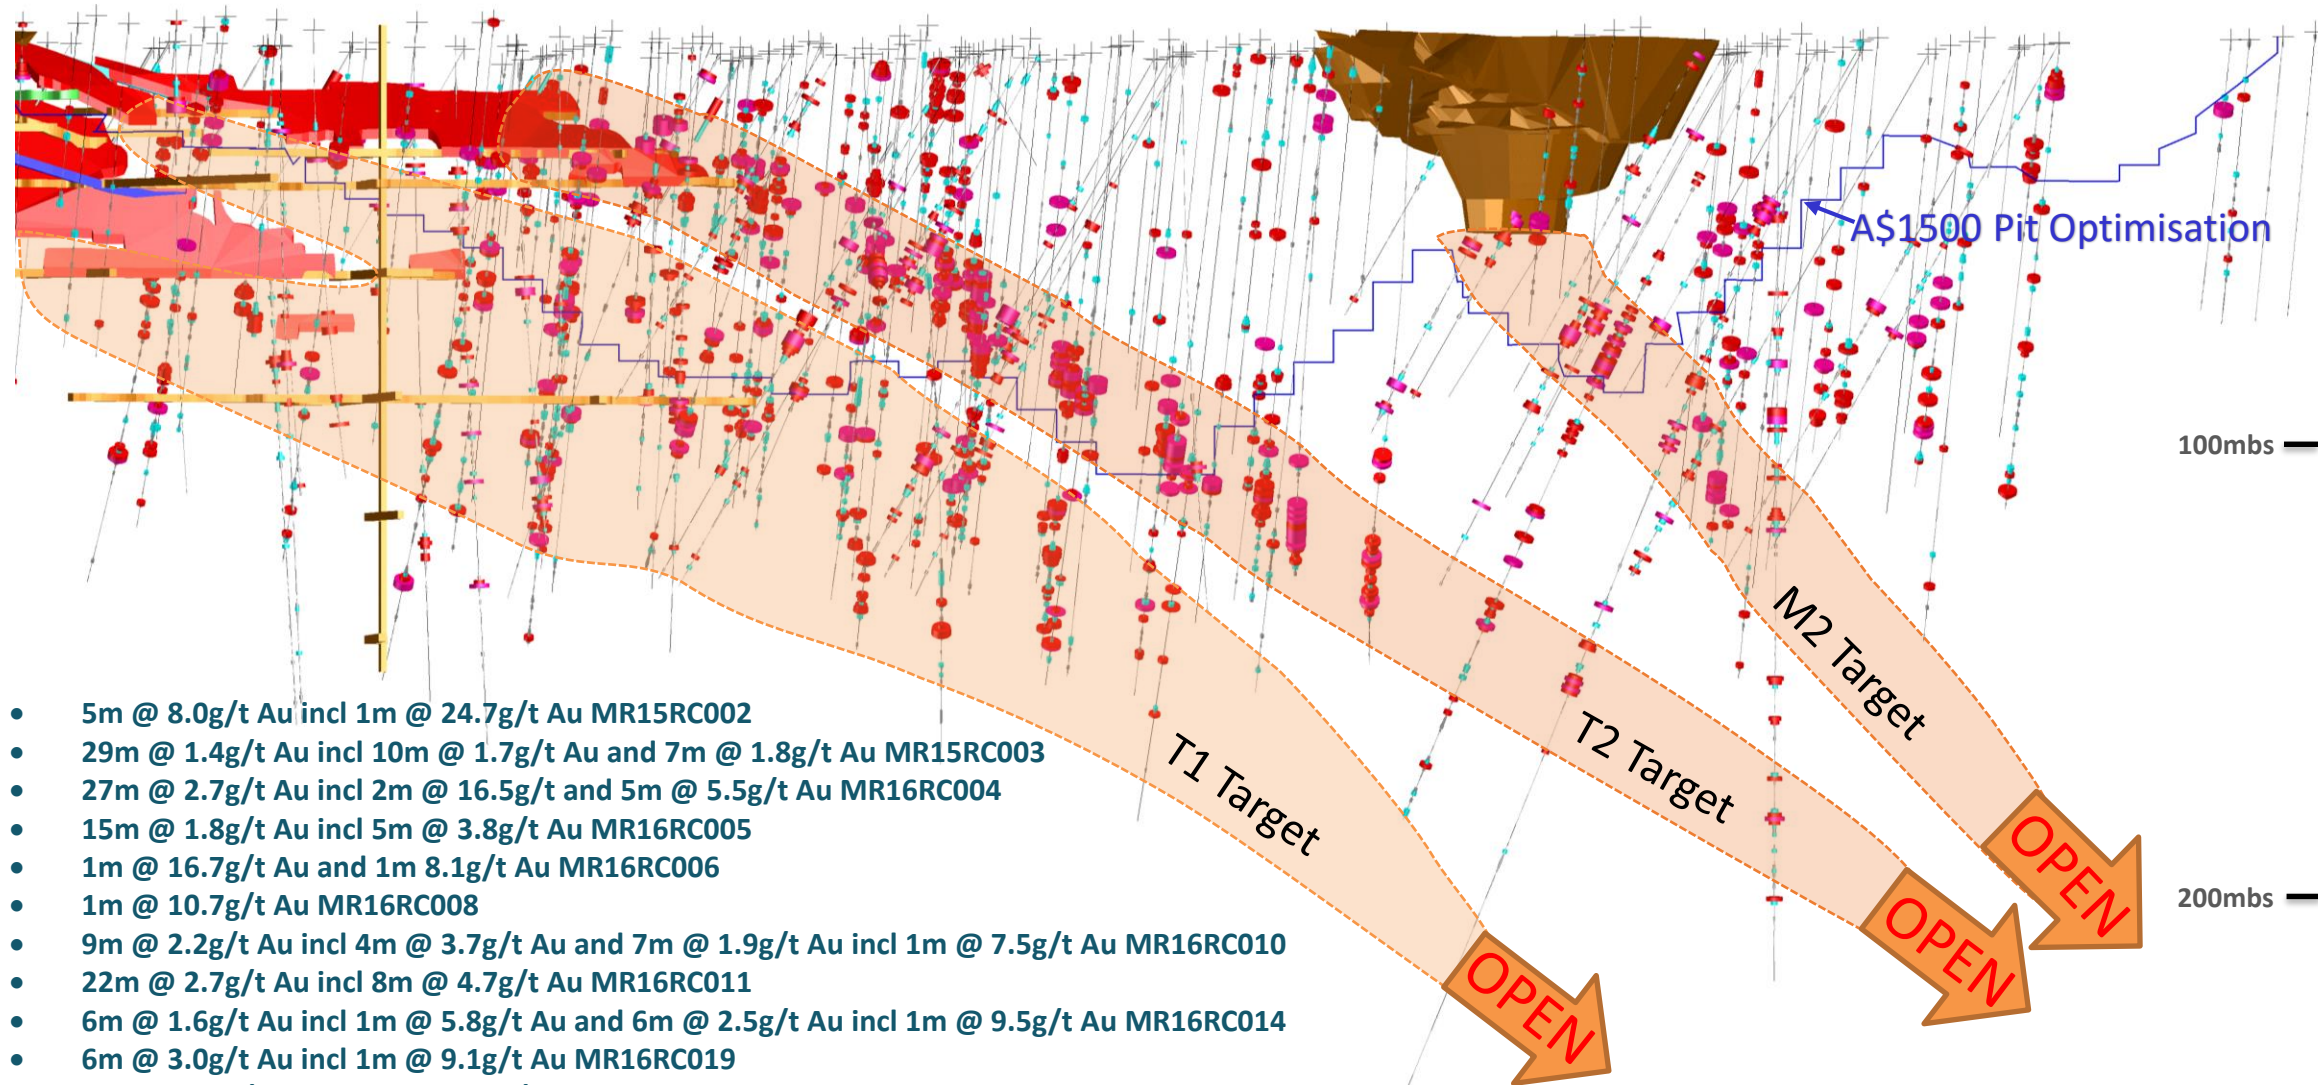 A$1500 Pit Optimisation
100mbs
M2 Target
T2 Target
T1 Target
OPEN
200mbs
OPEN
OPEN
• 5m @ 8.0g/t Au incl 1m @ 24.7g/t Au MR15RC002
• 29m @ 1.4g/t Au incl 10m @ 1.7g/t Au and 7m @ 1.8g/t Au MR15RC003
• 27m @ 2.7g/t Au incl 2m @ 16.5g/t and 5m @ 5.5g/t Au MR16RC004
• 15m @ 1.8g/t Au incl 5m @ 3.8g/t Au MR16RC005
• 1m @ 16.7g/t Au and 1m 8.1g/t Au MR16RC006
• 1m @ 10.7g/t Au MR16RC008
• 9m @ 2.2g/t Au incl 4m @ 3.7g/t Au and 7m @ 1.9g/t Au incl 1m @ 7.5g/t Au MR16RC010
• 22m @ 2.7g/t Au incl 8m @ 4.7g/t Au MR16RC011
• 6m @ 1.6g/t Au incl 1m @ 5.8g/t Au and 6m @ 2.5g/t Au incl 1m @ 9.5g/t Au MR16RC014
• 6m @ 3.0g/t Au incl 1m @ 9.1g/t Au MR16RC019